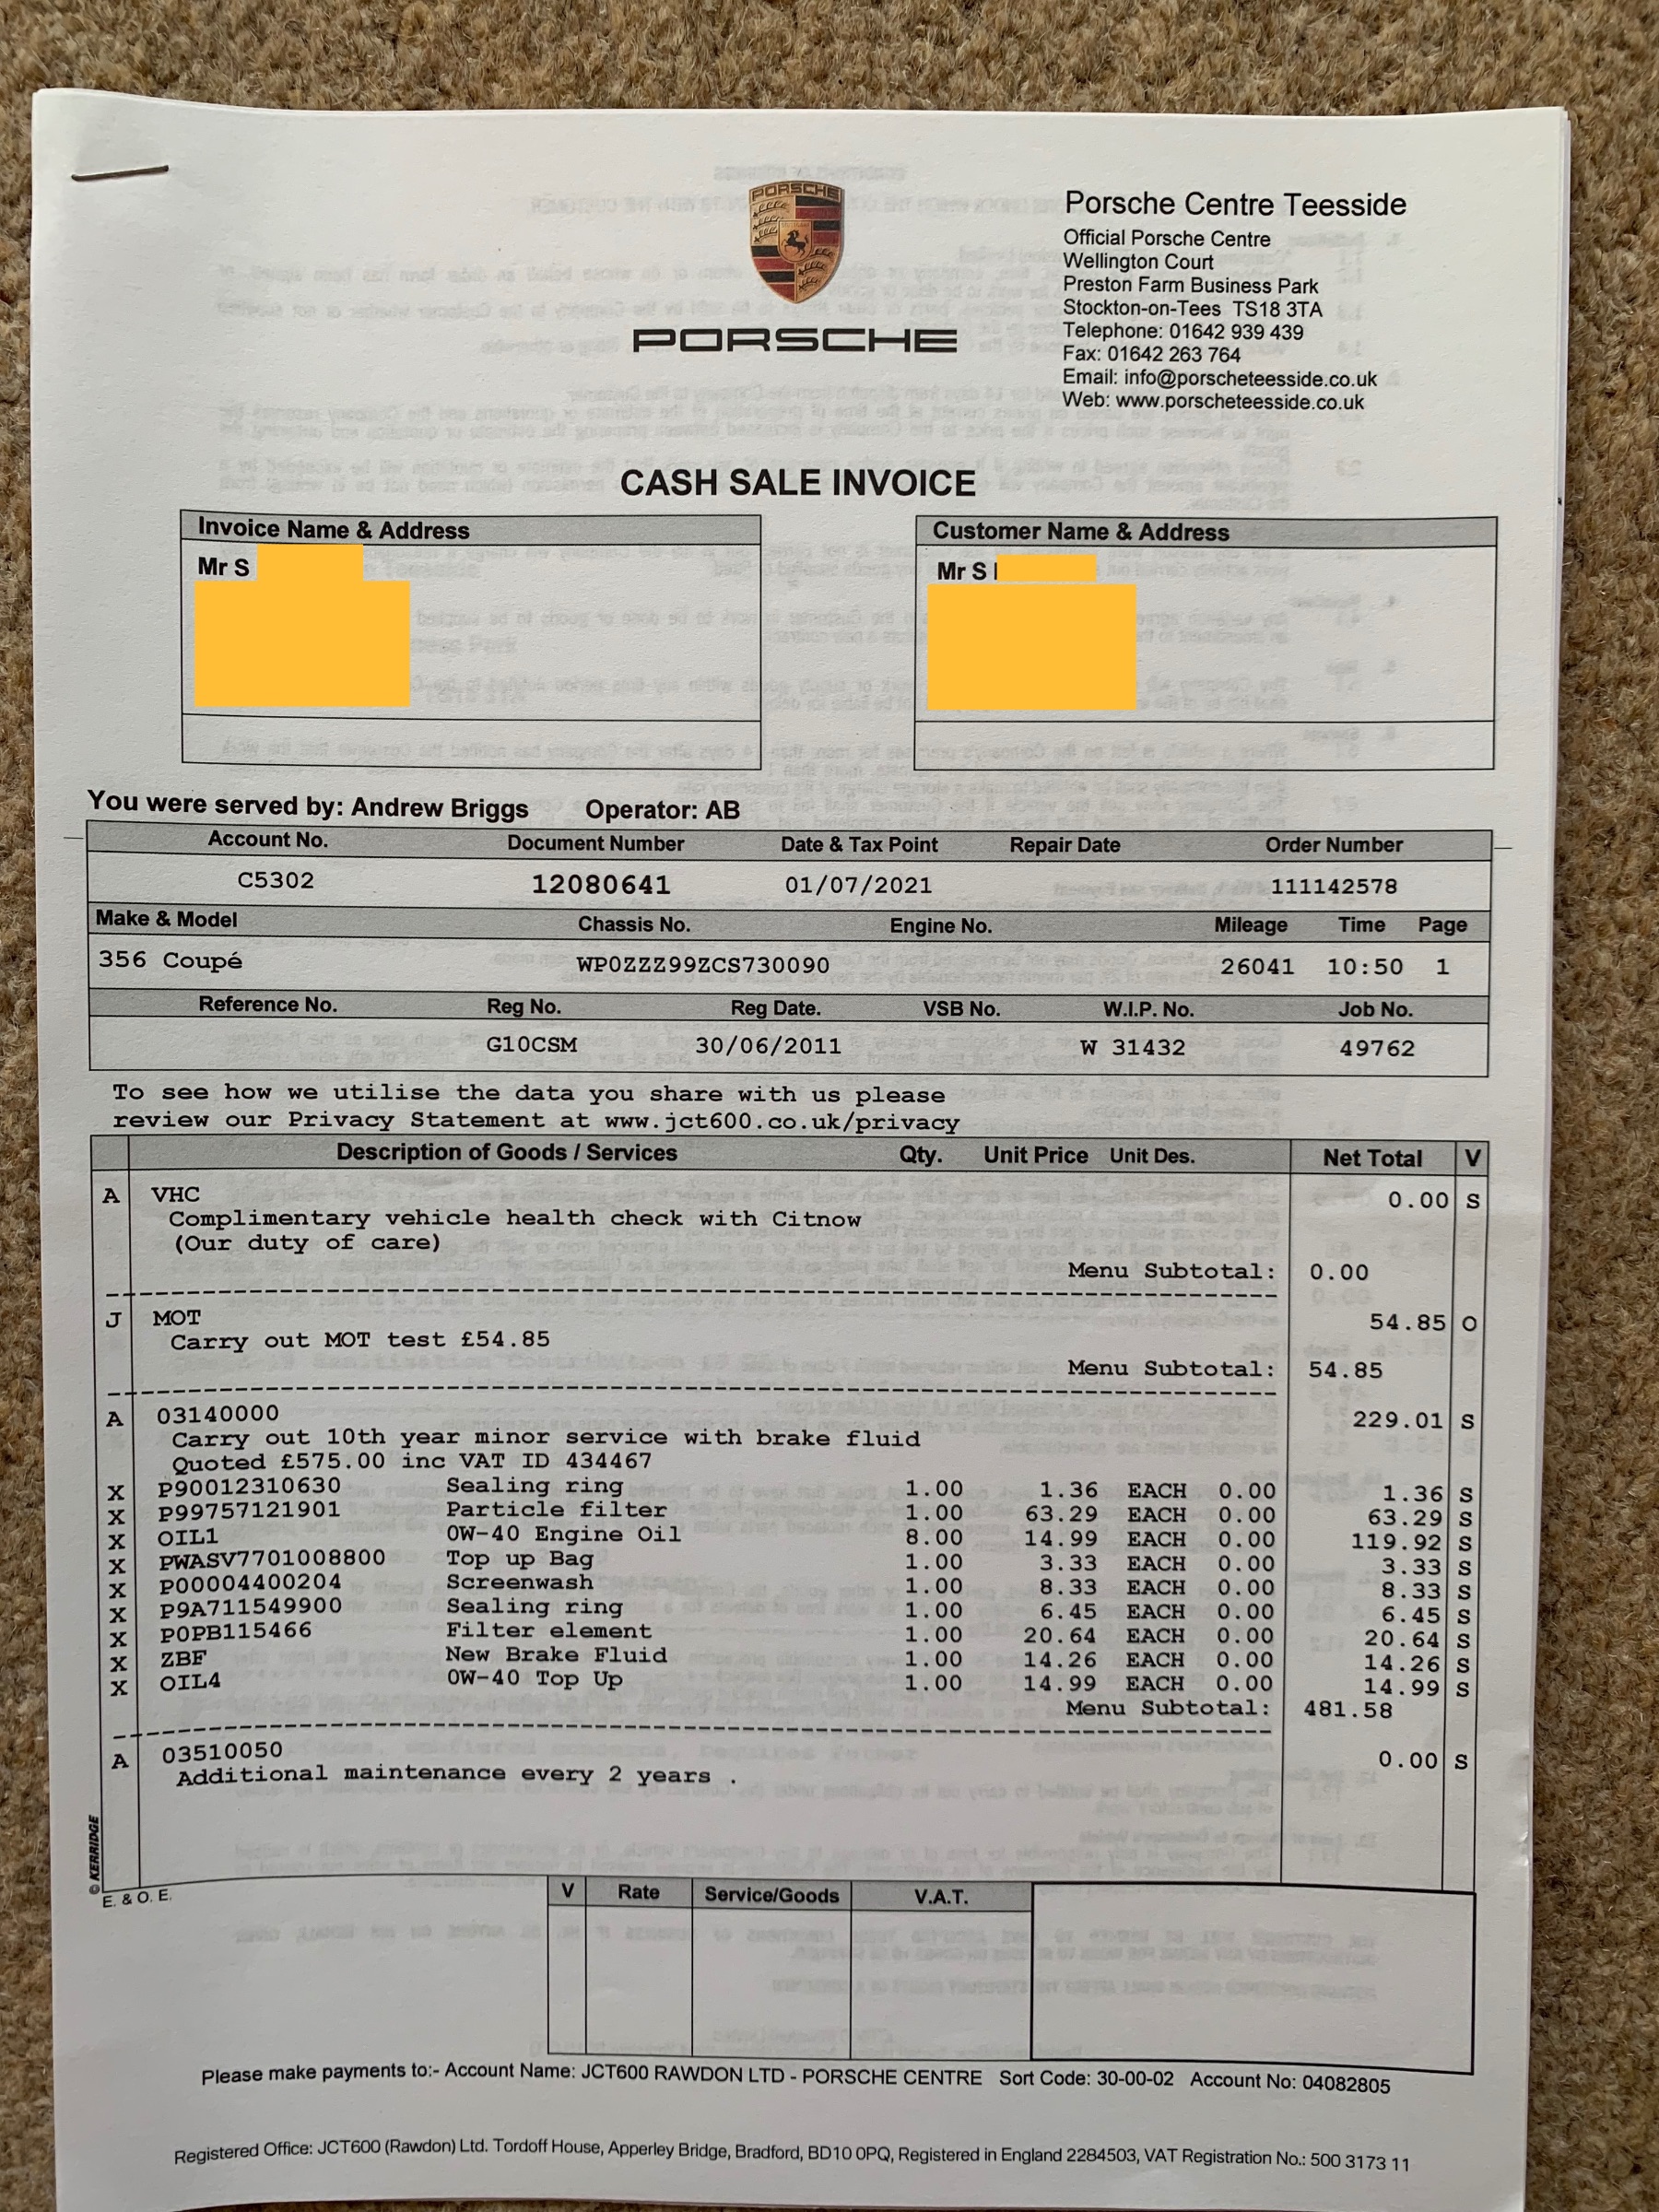 PORSCHE
PORSCHE
Porsche Centre Teesside
Official Porsche Centre
Wellington Court
Preston Farm Business Park
Stockton-on-Tees TS18 3TA
Telephone: 01642 939 439
Fax: 01642 263 764
Email: info@porscheteesside.co.uk
Web: www.porscheteesside.co.uk
CASH SALE INVOICE
Invoice Name & Address
Mr S
Customer Name & Address
Mr S
You were served by: Andrew Briggs Operator: AB
Account No. Document Number Date & Tax Point Repair Date Order Number
C5302 12080641 01/07/2021 111142578
Make & Model Chassis No. Engine No. Mileage Time Page
356 Coupé WP0ZZZ99ZCS730090 26041 10:50 1
Reference No. Reg No. Reg Date. VSB No. W.I.P. No. Job No.
G10CSM 30/06/2011 W 31432 49762
To see how we utilise the data you share with us please
review our Privacy Statement at www.jct600.co.uk/privacy
Description of Goods / Services Qty. Unit Price Unit Des. Net Total V
A VHC 0.00 S
Complimentary vehicle health check with Citnow
(Our duty of care)
Menu Subtotal: 0.00
J MOT 54.85 O
Carry out MOT test £54.85
Menu Subtotal: 54.85
A 03140000 229.01 S
Carry out 10th year minor service with brake fluid
Quoted £575.00 inc VAT ID 434467
X P90012310630 Sealing ring 1.00 1.36 EACH 0.00 1.36 S
X P99757121901 Particle filter 1.00 63.29 EACH 0.00 63.29 S
X OIL1 0W-40 Engine Oil 8.00 14.99 EACH 0.00 119.92 S
X PWASV7701008800 Top up Bag 1.00 3.33 EACH 0.00 3.33 S
X P00004400204 Screenwash 1.00 8.33 EACH 0.00 8.33 S
X P9A711549900 Sealing ring 1.00 6.45 EACH 0.00 6.45 S
X P0PB115466 Filter element 1.00 20.64 EACH 0.00 20.64 S
X ZBF New Brake Fluid 1.00 14.26 EACH 0.00 14.26 S
X OIL4 0W-40 Top Up 1.00 14.99 EACH 0.00 14.99 S
Menu Subtotal: 481.58
A 03510050 0.00 S
Additional maintenance every 2 years .
© KERRIDGE
E. & O. E.
V Rate Service/Goods V.A.T.
Please make payments to:- Account Name: JCT600 RAWDON LTD - PORSCHE CENTRE Sort Code: 30-00-02 Account No: 04082805
Registered Office: JCT600 (Rawdon) Ltd. Tordoff House, Apperley Bridge, Bradford, BD10 0PQ, Registered in England 2284503, VAT Registration No.: 500 3173 11